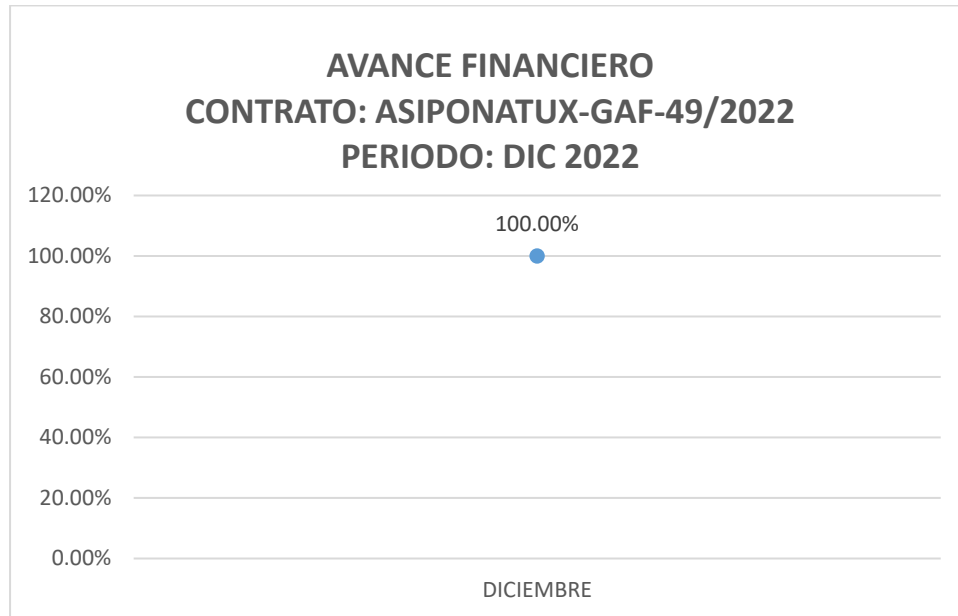 AVANCE FINANCIERO
CONTRATO: ASIPONATUX-GAF-49/2022
PERIODO: DIC 2022
120.00%
100.00%
100.00%
80.00%
60.00%
40.00%
20.00%
0.00%
DICIEMBRE